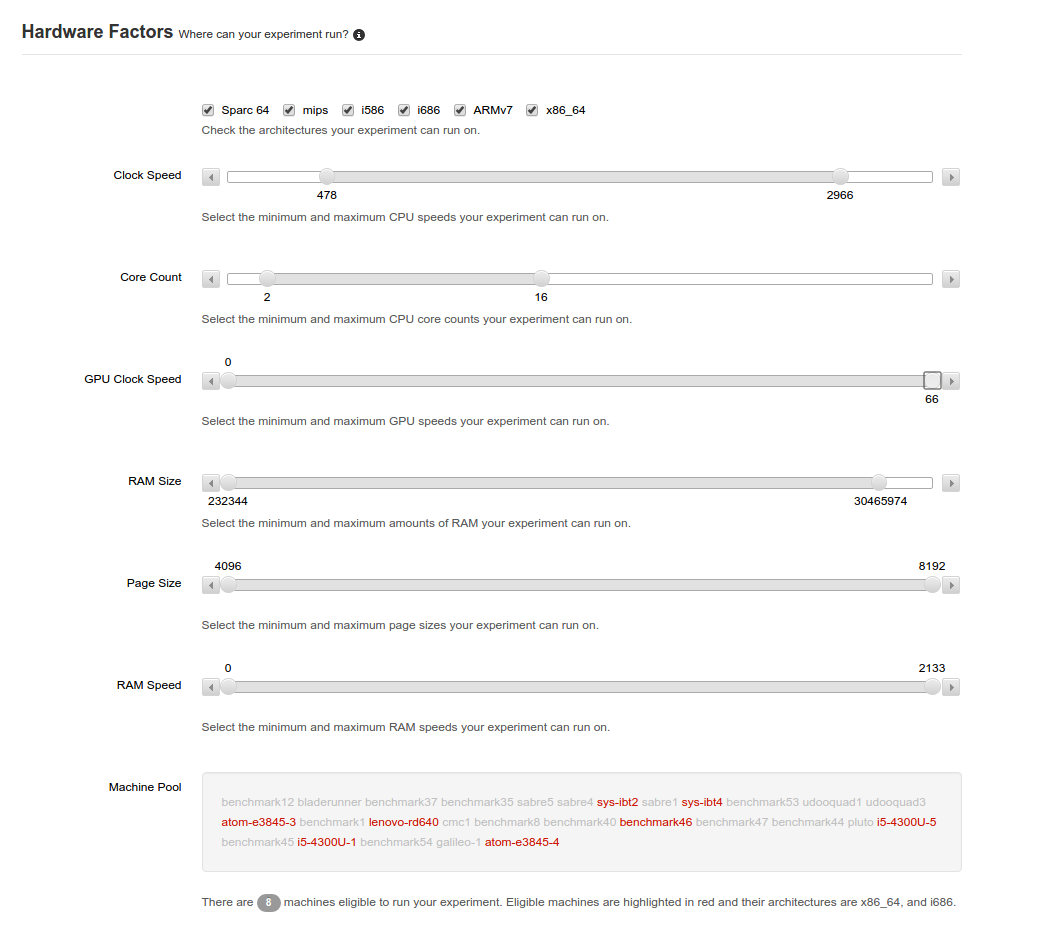 Hardware Factors Where can your experiment run?
Sparc 64 mips i586 i686 ARMv7 x86_64
Check the architectures your experiment can run on.
Clock Speed
478 2966
Select the minimum and maximum CPU speeds your experiment can run on.
Core Count
2 16
Select the minimum and maximum CPU core counts your experiment can run on.
0
GPU Clock Speed
66
Select the minimum and maximum GPU speeds your experiment can run on.
RAM Size
232344 30465974
Select the minimum and maximum amounts of RAM your experiment can run on.
4096 8192
Page Size
Select the minimum and maximum page sizes your experiment can run on.
0 2133
RAM Speed
Select the minimum and maximum RAM speeds your experiment can run on.
Machine Pool
benchmark12 bladerunner benchmark37 benchmark35 sabre5 sabre4 sys-ibt2 sabre1 sys-ibt4 benchmark53 udooquad1 udooquad3
atom-e3845-3 benchmark1 lenovo-rd640 cmc1 benchmark8 benchmark40 benchmark46 benchmark47 benchmark44 pluto i5-4300U-5
benchmark45 i5-4300U-1 benchmark54 galileo-1 atom-e3845-4
There are 8 machines eligible to run your experiment. Eligible machines are highlighted in red and their architectures are x86_64, and i686.